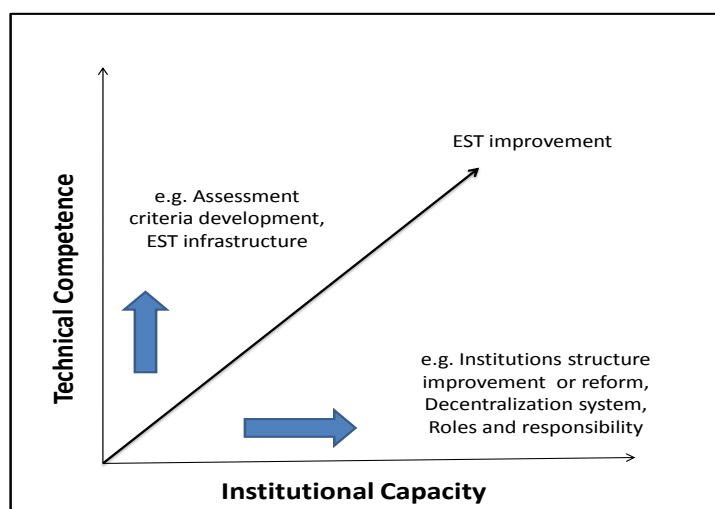 EST improvement
e.g. Assessment
criteria development,
EST infrastructure
Technical Competence
e.g. Institutions structure
improvement or reform,
Decentralization system,
Roles and responsibility
Institutional Capacity